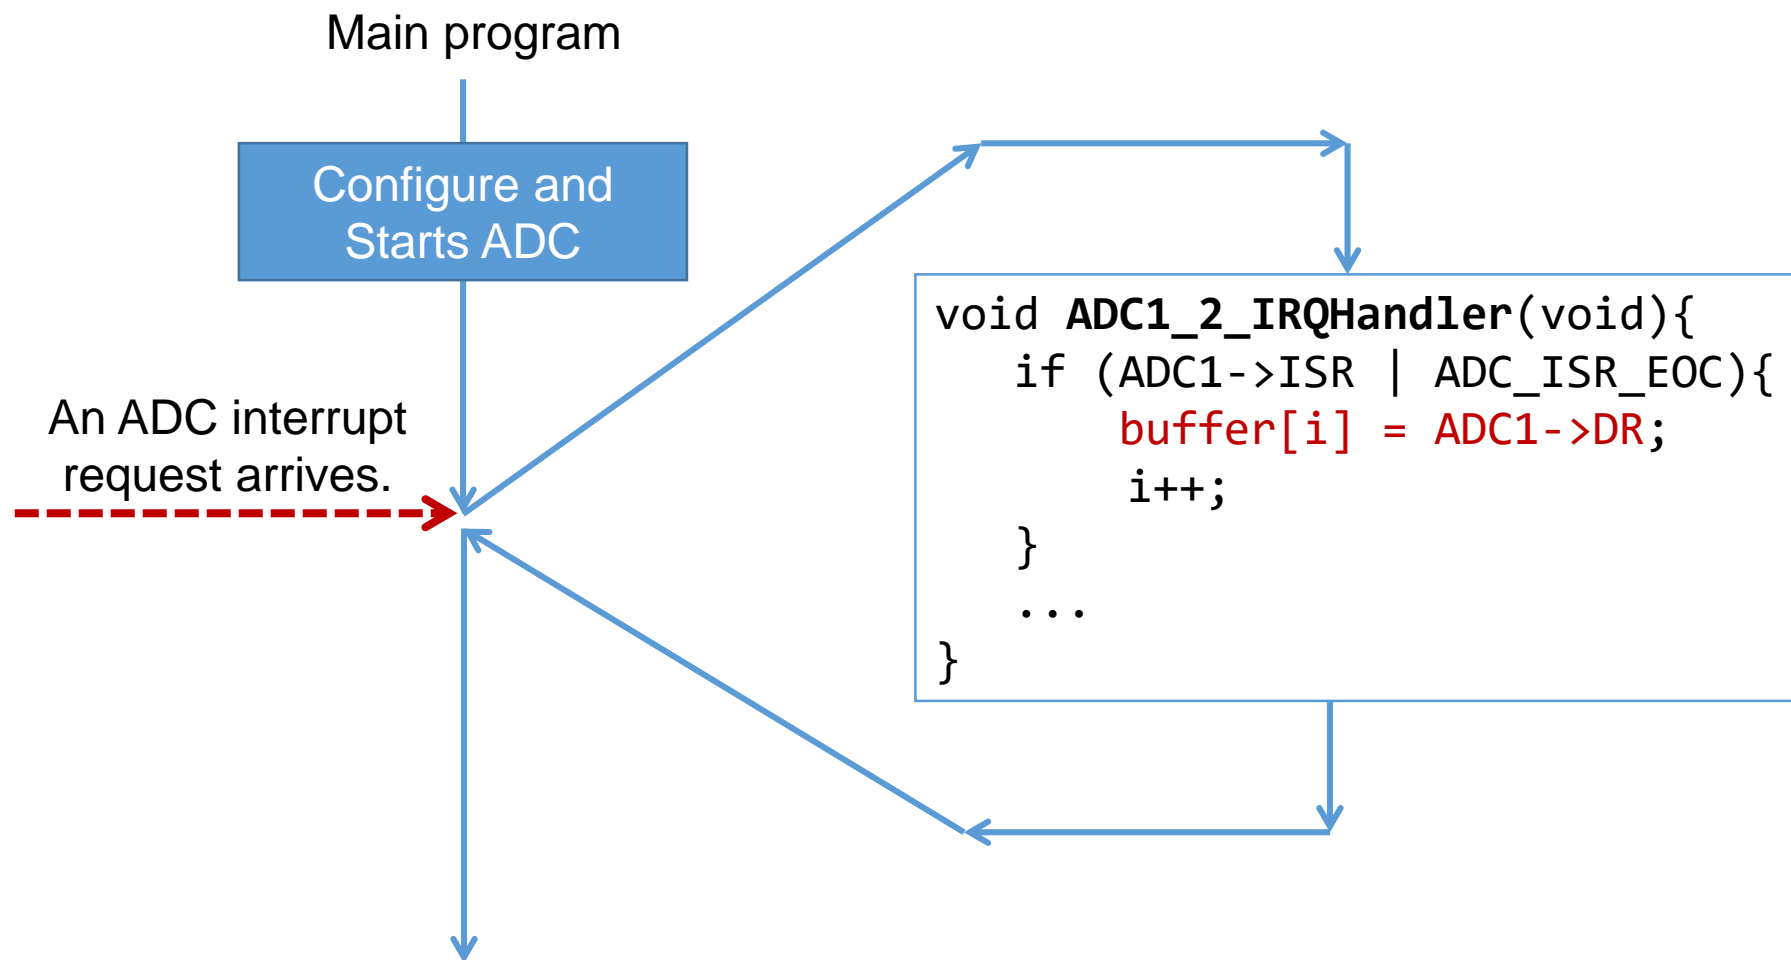 Main program
Configure and
Starts ADC
An ADC interrupt
request arrives.
void ADC1_2_IRQHandler(void){
if (ADC1->ISR | ADC_ISR_EOC){
buffer[i] = ADC1->DR;
i++;
}
...
}